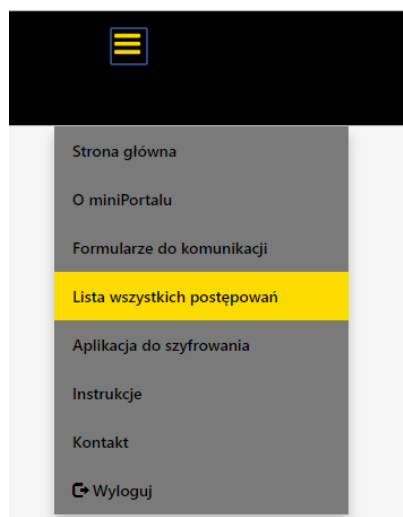 Strona główna
O miniPortalu
Formularze do komunikacji
Lista wszystkich postępowań
Aplikacja do szyfrowania
Instrukcje
Kontakt
Wyloguj